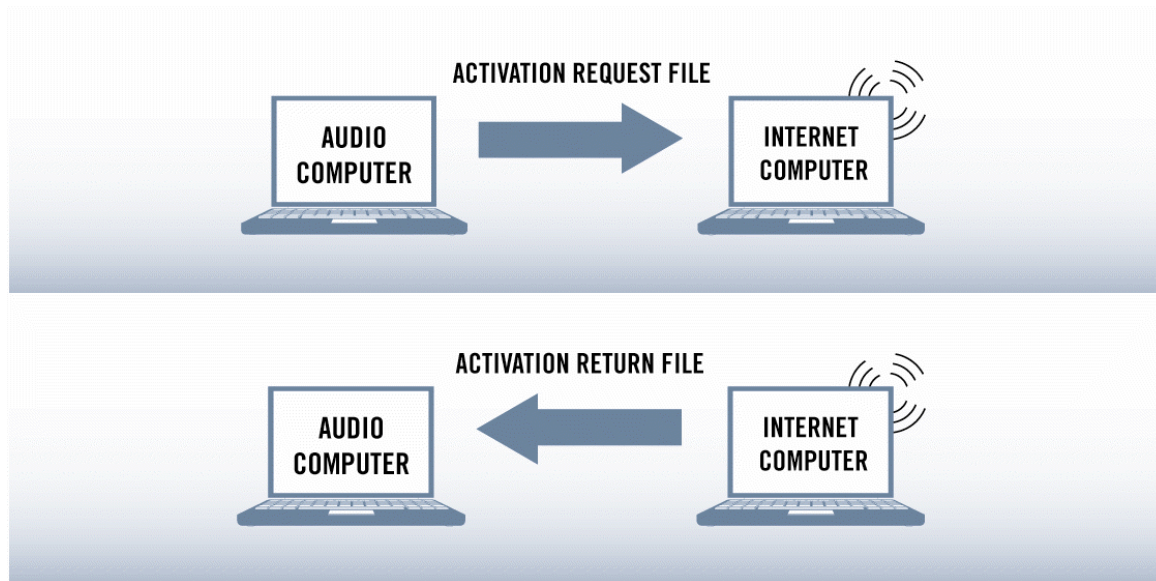 ACTIVATION REQUEST FILE
AUDIO
COMPUTER
INTERNET
COMPUTER
ACTIVATION RETURN FILE
AUDIO
COMPUTER
INTERNET
COMPUTER